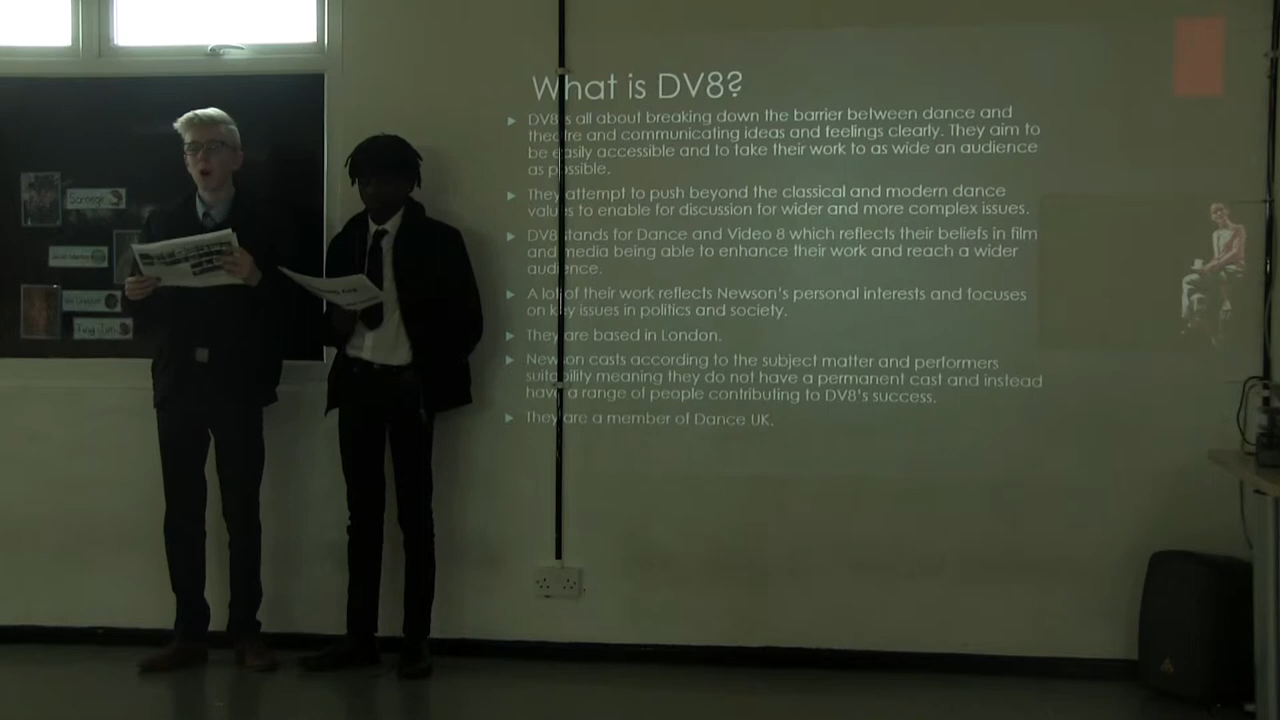 What is DV8?
DV8 is all about breaking down the barrier between dance and
theatre and communicating ideas and feelings clearly. They aim to
be easily accessible and to take their work to as wide an audience
as possible.
They attempt to push beyond the classical and modern dance
values to enable for discussion for wider and more complex issues.
DV8 stands for Dance and Video 8 which reflects their beliefs in film
and media being able to enhance their work and reach a wider
audience.
A lot of their work reflects Newson's personal interests and focuses
on key issues in politics and society.
They are based in London.
Newson casts according to the subject matter and performers
suitability meaning they do not have a permanent cast and instead
have a range of people contributing to DV8's success.
They are a member of Dance UK.